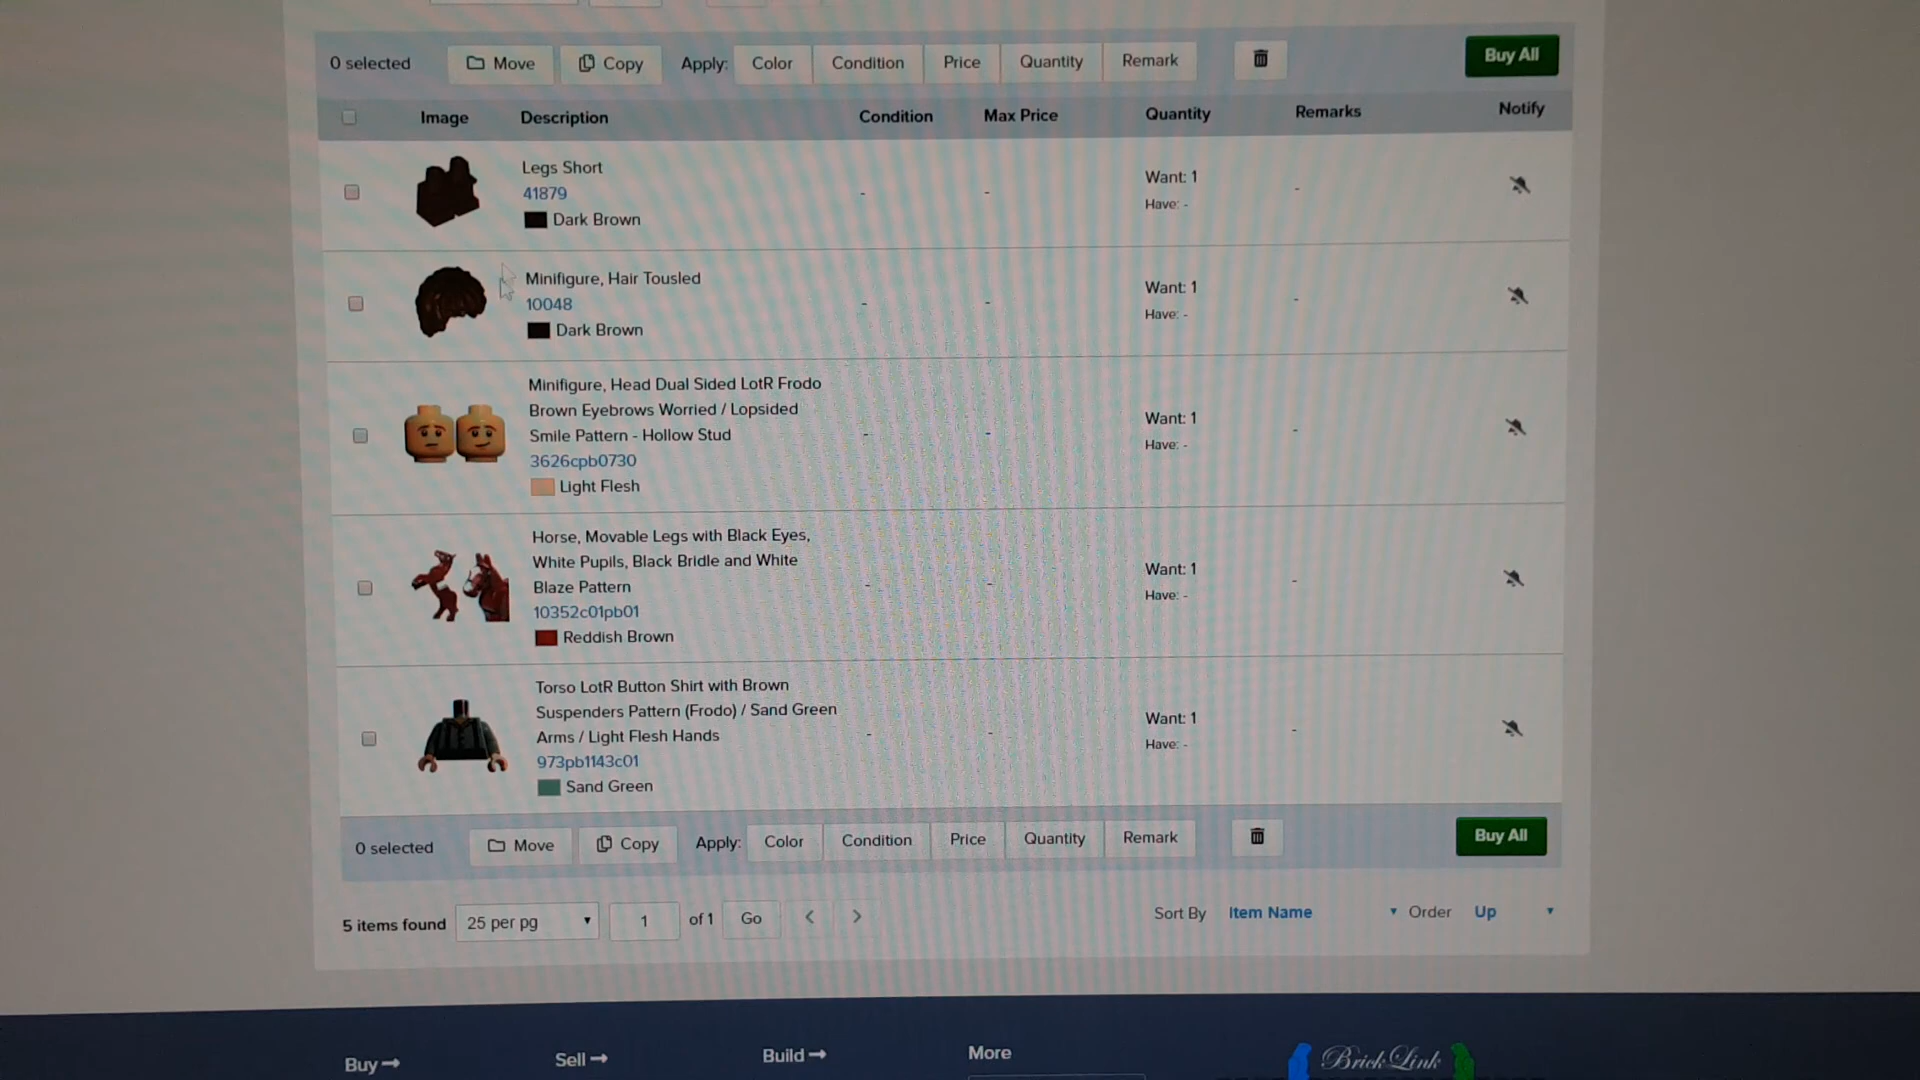 0 selected Move Copy Apply: Color Condition Price Quantity Remark Buy All
Image Description Condition Max Price Quantity Remarks Notify
Legs Short
41879
Dark Brown
- - Want: 1
Have: -
-
Minifigure, Hair Tousled
10048
Dark Brown
- - Want: 1
Have: -
-
Minifigure, Head Dual Sided LotR Frodo
Brown Eyebrows Worried / Lopsided
Smile Pattern - Hollow Stud
3626cpb0730
Light Flesh
- - Want: 1
Have: -
-
Horse, Movable Legs with Black Eyes,
White Pupils, Black Bridle and White
Blaze Pattern
10352c01pb01
Reddish Brown
- - Want: 1
Have: -
-
Torso LotR Button Shirt with Brown
Suspenders Pattern (Frodo) / Sand Green
Arms / Light Flesh Hands
973pb1143c01
Sand Green
- - Want: 1
Have: -
-
0 selected Move Copy Apply: Color Condition Price Quantity Remark Buy All
5 items found 25 per pg 1 of 1 Go < > Sort By Item Name Order Up
Buy→ Sell→ Build→ More BrickLink